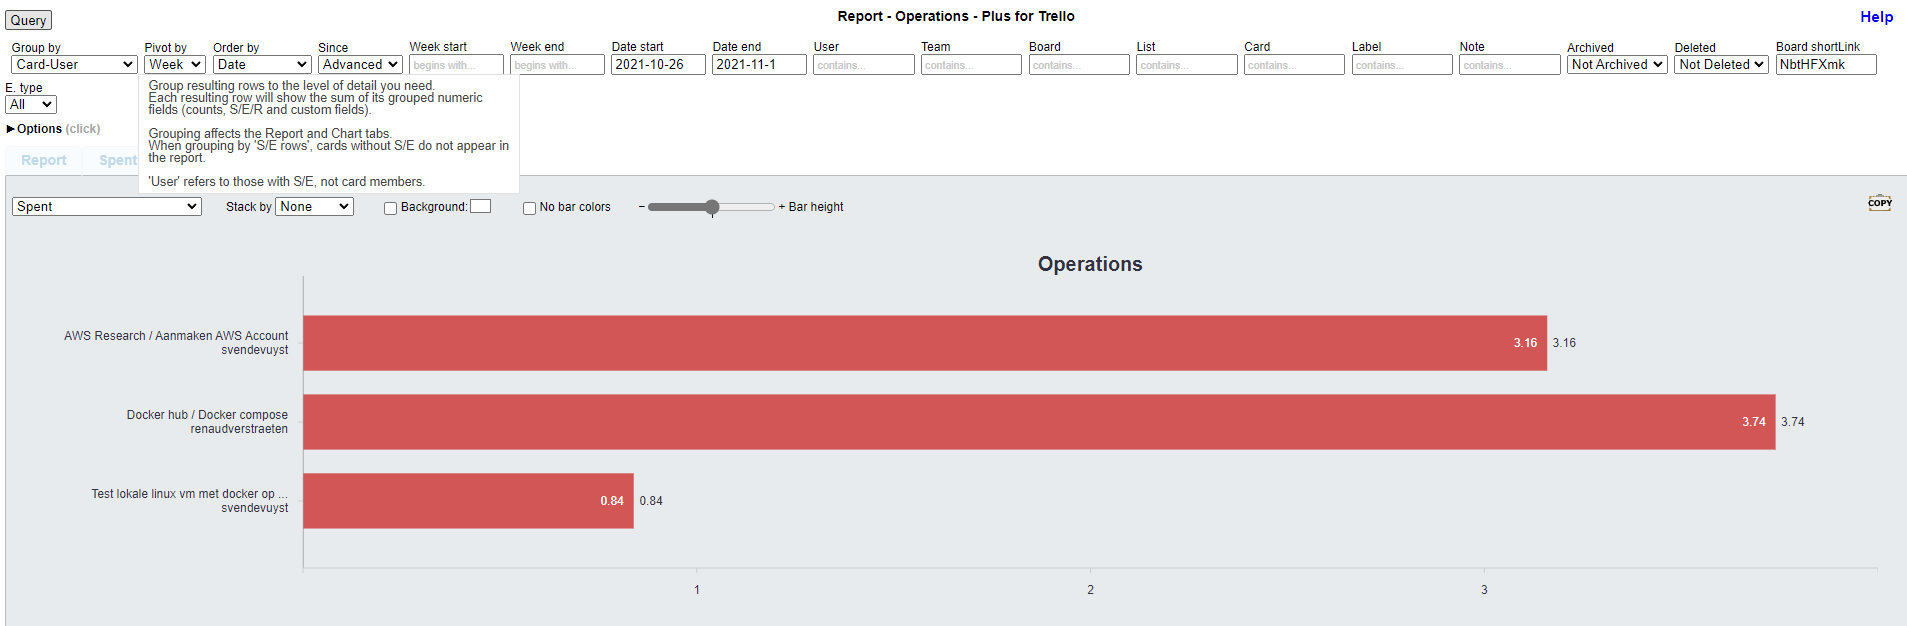 Query
Report - Operations - Plus for Trello
Help
Group by Pivot by Order by Since Week start Week end Date start Date end User Team Board List Card Label Note Archived Deleted Board shortLink
Card-User Week Date Advanced begins with... begins with... 2021-10-26 2021-11-1 contains... contains... contains... contains... contains... contains... contains... Not Archived Not Deleted NbtHFXmk
E. type
All
Group resulting rows to the level of detail you need.
Each resulting row will show the sum of its grouped numeric
fields (counts, S/E/R and custom fields).
Grouping affects the Report and Chart tabs.
When grouping by 'S/E rows', cards without S/E do not appear in
the report.
'User' refers to those with S/E, not card members.
Options (click)
Report Spent
Spent Stack by None Background: No bar colors − + Bar height COPY
Operations
AWS Research / Aanmaken AWS Account
svendevuyst
3.16 3.16
Docker hub / Docker compose
renaudverstraeten
3.74 3.74
Test lokale linux vm met docker op ...
svendevuyst
0.84 0.84
1 2 3